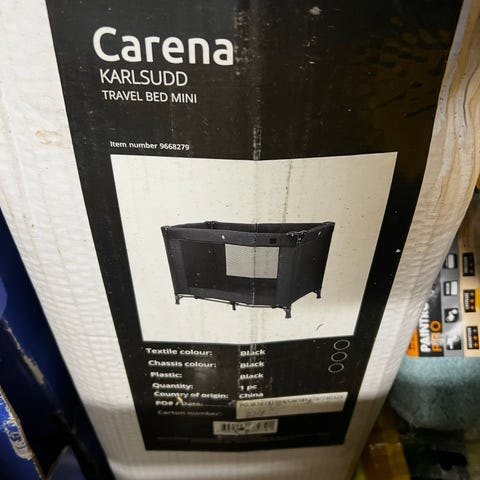 Carena
KARLSUDD
TRAVEL BED MINI
Item number 9668279
Textile colour: Black
Chassis colour: Black
Plastic: Black
Quantity: 1 pc
Country of origin: China
Carton number:
PAINTING
PRO